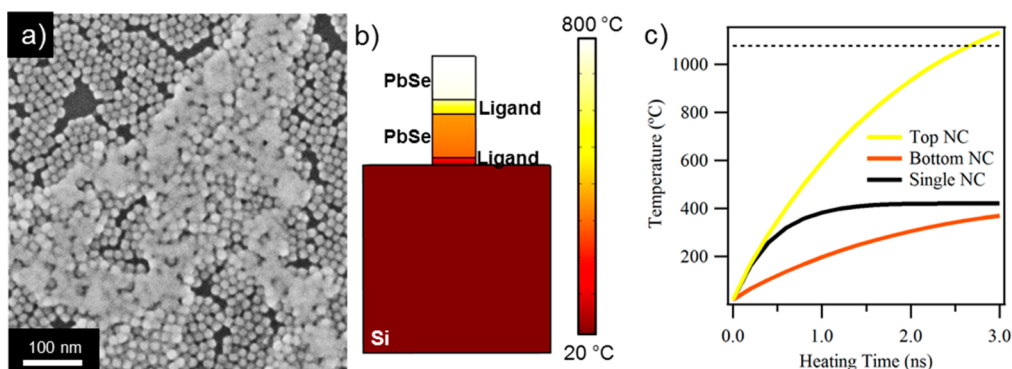 a)
100 nm
b)
800 °C
PbSe
Ligand
PbSe
Ligand
Si
20 °C
c)
Temperature (ºC)
1000
800
600
400
200
Top NC
Bottom NC
Single NC
0.0 1.0 2.0 3.0
Heating Time (ns)